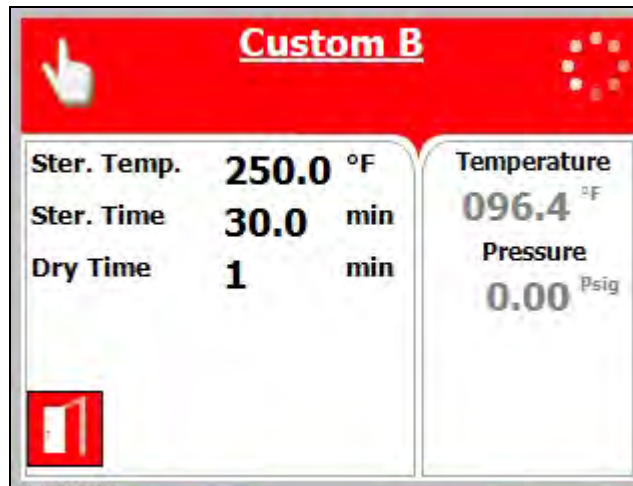 Custom B
Ster. Temp. 250.0 °F
Ster. Time 30.0 min
Dry Time 1 min
Temperature
096.4 °F
Pressure
0.00 Psig